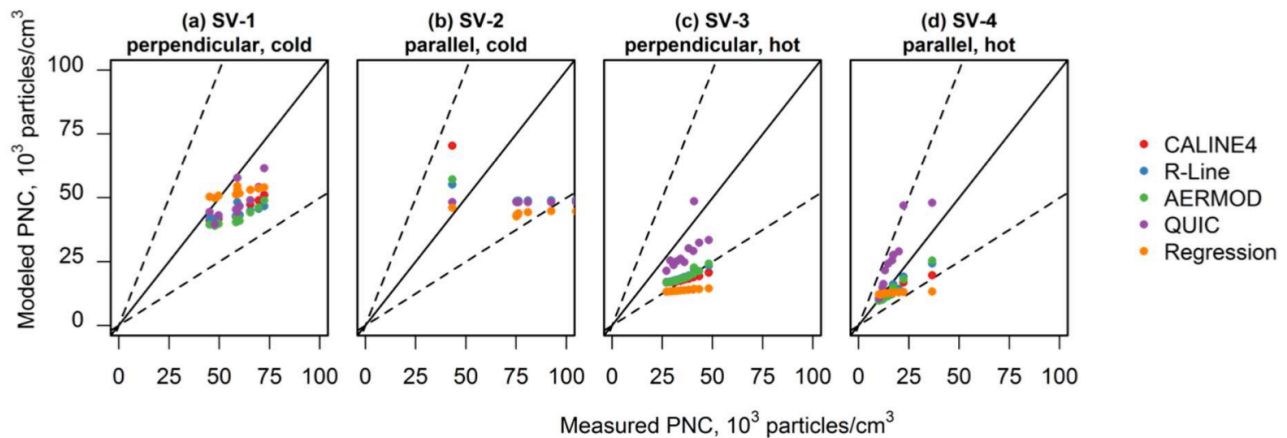 (a) SV-1
perpendicular, cold
(b) SV-2
parallel, cold
(c) SV-3
perpendicular, hot
(d) SV-4
parallel, hot
Modeled PNC, 10³ particles/cm³
100
75
50
25
0
0 25 50 75 100
0 25 50 75 100
0 25 50 75 100
0 25 50 75 100
Measured PNC, 10³ particles/cm³
CALINE4
R-Line
AERMOD
QUIC
Regression